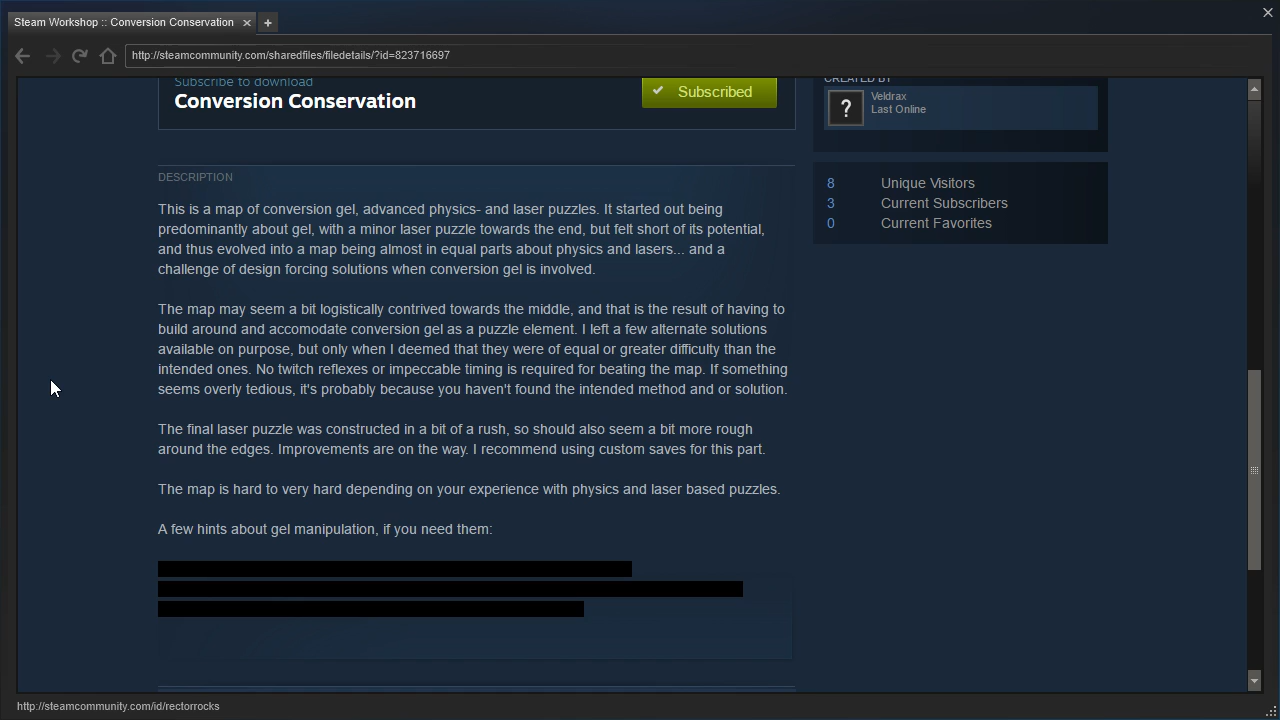 Steam Workshop :: Conversion Conservation
http://steamcommunity.com/sharedfiles/filedetails/?id=823716697
Subscribe to download
Conversion Conservation
Subscribed
CREATED BY
Veldrax
Last Online
8 Unique Visitors
3 Current Subscribers
0 Current Favorites
DESCRIPTION
This is a map of conversion gel, advanced physics- and laser puzzles. It started out being
predominantly about gel, with a minor laser puzzle towards the end, but felt short of its potential,
and thus evolved into a map being almost in equal parts about physics and lasers... and a
challenge of design forcing solutions when conversion gel is involved.
The map may seem a bit logistically contrived towards the middle, and that is the result of having to
build around and accomodate conversion gel as a puzzle element. I left a few alternate solutions
available on purpose, but only when I deemed that they were of equal or greater difficulty than the
intended ones. No twitch reflexes or impeccable timing is required for beating the map. If something
seems overly tedious, it's probably because you haven't found the intended method and or solution.
The final laser puzzle was constructed in a bit of a rush, so should also seem a bit more rough
around the edges. Improvements are on the way. I recommend using custom saves for this part.
The map is hard to very hard depending on your experience with physics and laser based puzzles.
A few hints about gel manipulation, if you need them:
http://steamcommunity.com/id/rectorrocks